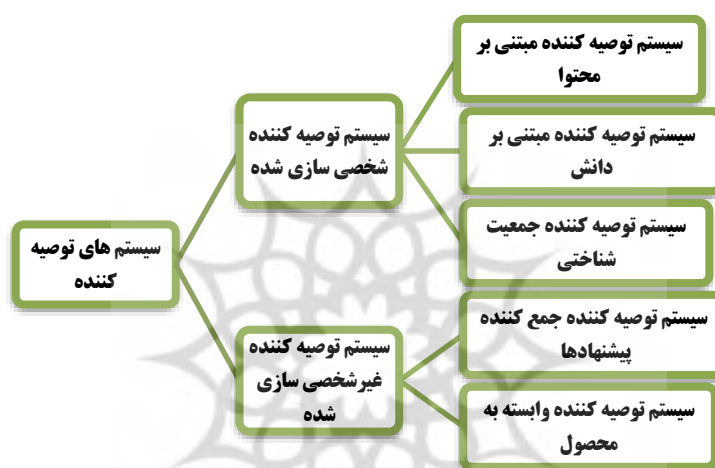 سیستم های توصیه
کننده
سیستم توصیه کننده
شخصی سازی شده
سیستم توصیه کننده مبتنی بر
محتوا
سیستم توصیه کننده مبتنی بر
دانش
سیستم توصیه کننده جمعیت
شناختی
سیستم توصیه کننده
غیرشخصی سازی
شده
سیستم توصیه کننده جمع کننده
پیشنهادها
سیستم توصیه کننده وابسته به
محصول